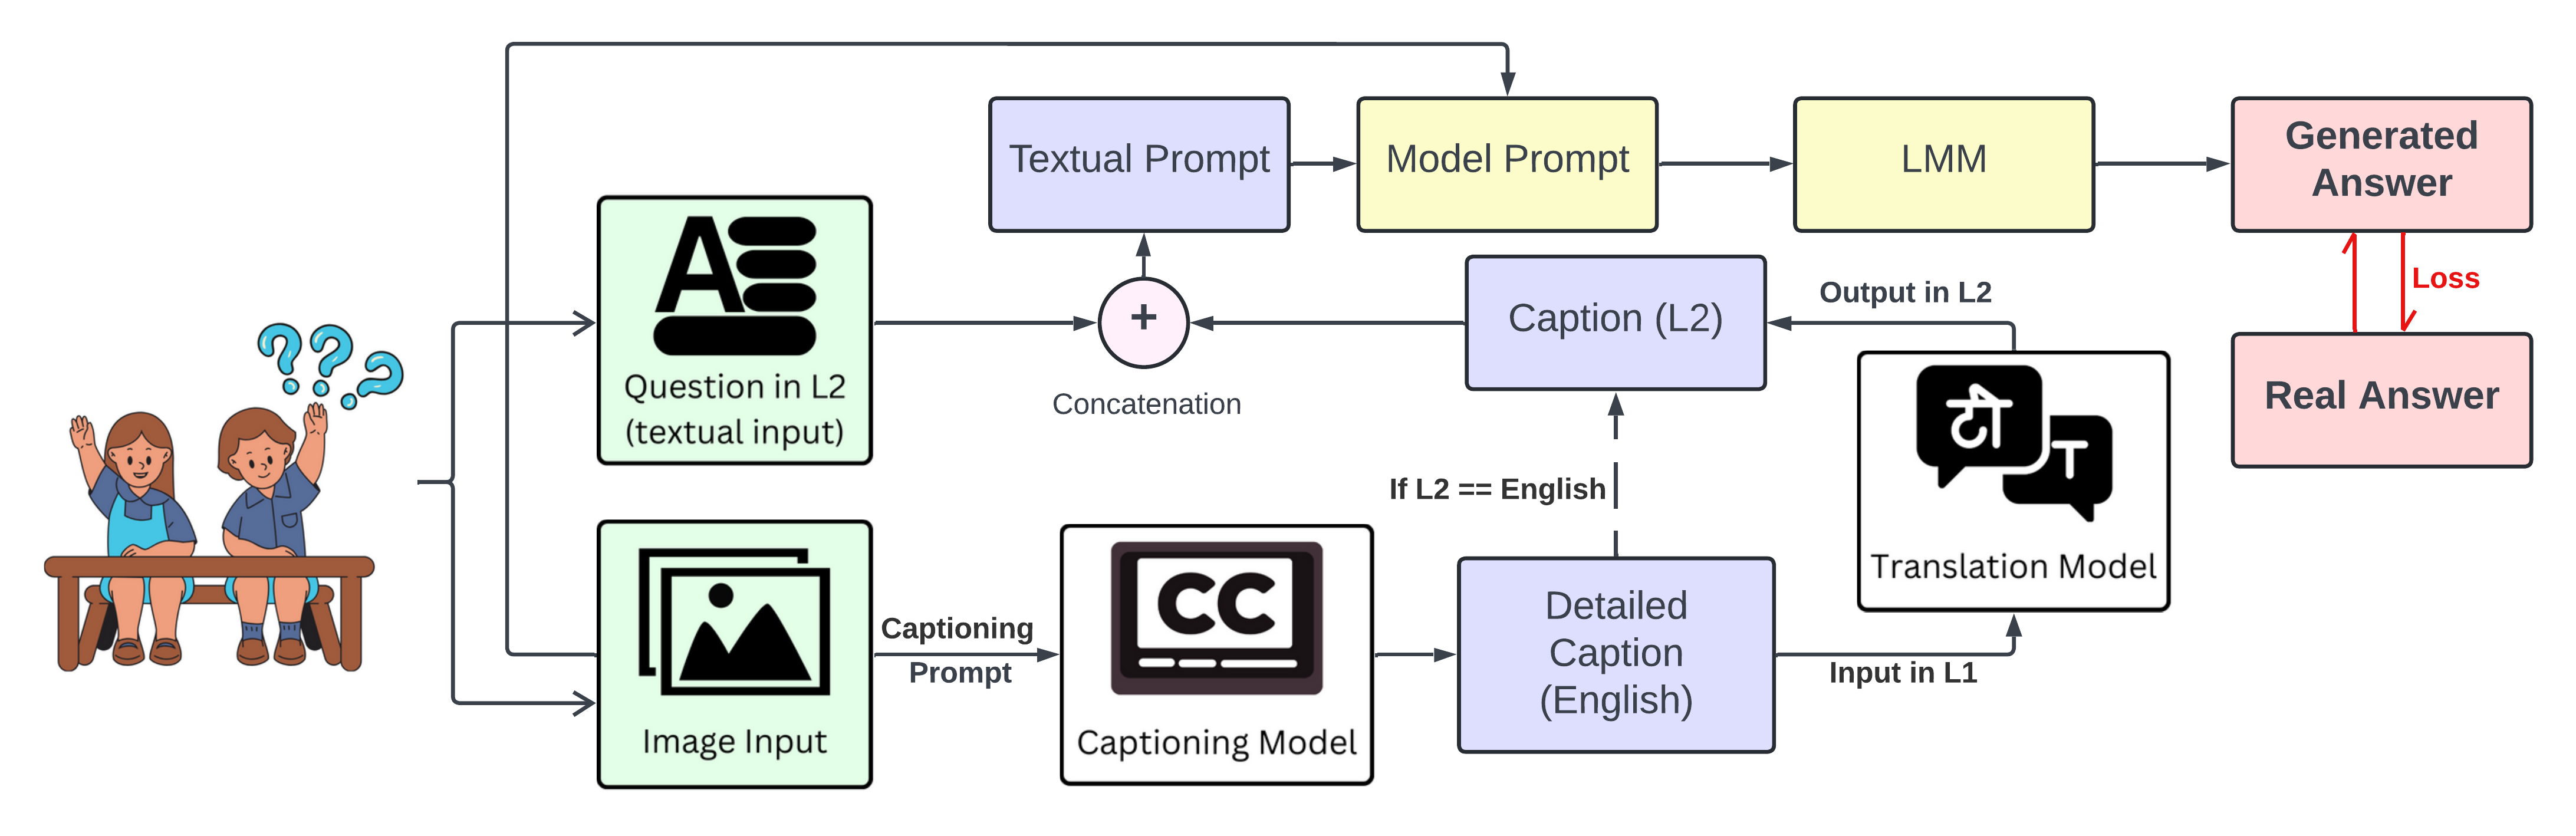 Textual Prompt
Model Prompt
LMM
Generated
Answer
A
Question in L2
(textual input)
+
Concatenation
Caption (L2)
Output in L2
Loss
Real Answer
If L2 == English
टी
T
Translation Model
Image Input
Captioning
Prompt
CC
Captioning Model
Detailed
Caption
(English)
Input in L1
???